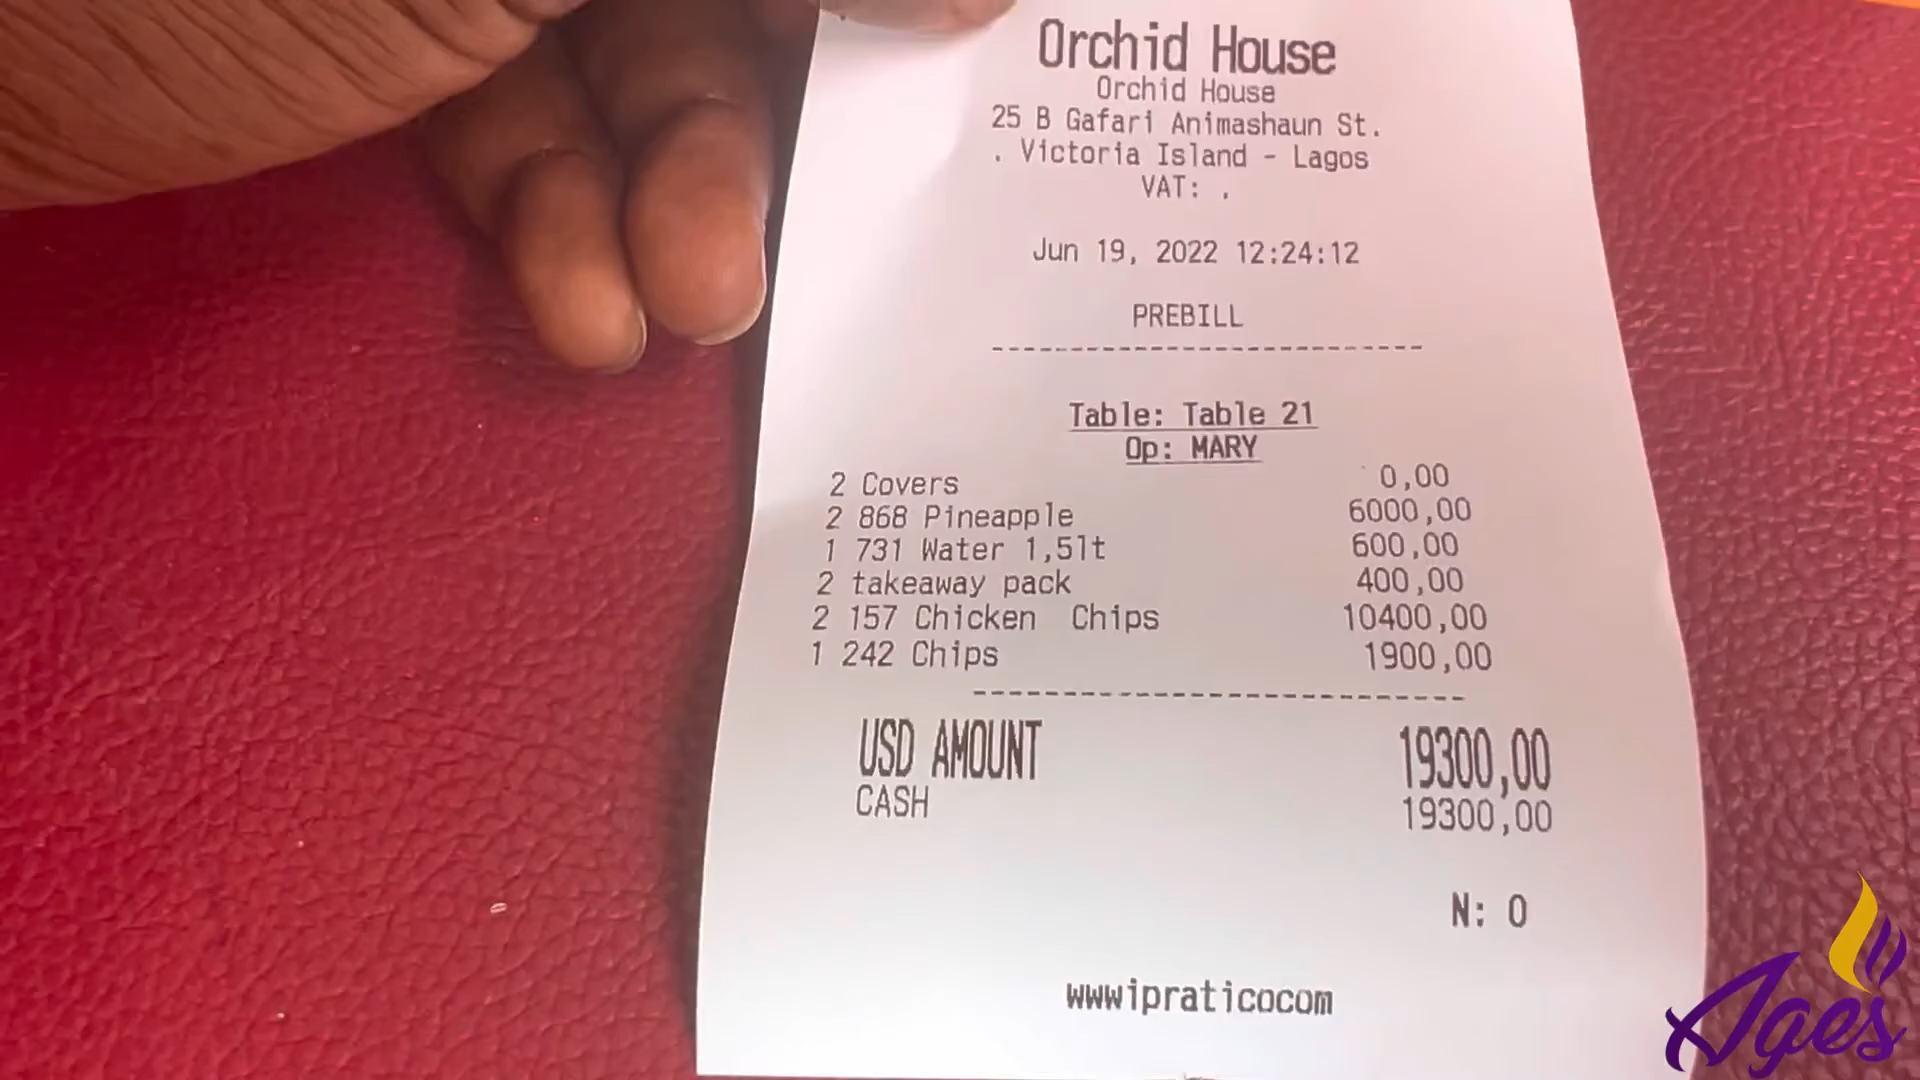 Orchid House
Orchid House
25 B Gafari Animashaun St.
. Victoria Island - Lagos
VAT: .
Jun 19, 2022 12:24:12
PREBILL
Table: Table 21
Op: MARY
2 Covers 0,00
2 868 Pineapple 6000,00
1 731 Water 1,5lt 600,00
2 takeaway pack 400,00
2 157 Chicken Chips 10400,00
1 242 Chips 1900,00
USD AMOUNT 19300,00
CASH 19300,00
N: 0
wwwipraticocom
Ages